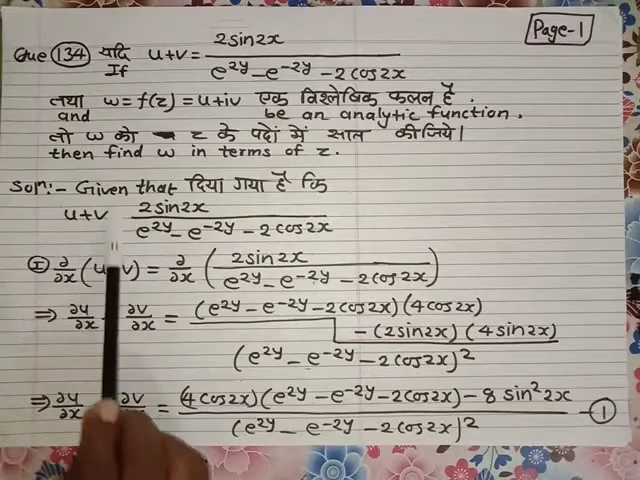 Page-1
Que 134 यदि u+v = 2sin2x / (e^2y - e^-2y - 2cos2x)
If
तथा ω = f(z) = u+iv एक विश्लेषिक फलन है.
and be an analytic function.
तो ω को z के पदों में सात कीजिये।
then find ω in terms of z.
Soln:- Given that दिया गया है कि
u+v 2sin2x / (e^2y - e^-2y - 2cos2x)
I ∂/∂x (u v) = ∂/∂x (2sin2x / (e^2y - e^-2y - 2cos2x))
⇒ ∂u/∂x ∂v/∂x = (e^2y - e^-2y - 2cos2x)(4cos2x) - (2sin2x)(4sin2x) / (e^2y - e^-2y - 2cos2x)^2
⇒ ∂u/∂x ∂v/∂x = (4cos2x)(e^2y - e^-2y - 2cos2x) - 8sin^2 2x / (e^2y - e^-2y - 2cos2x)^2 - 1